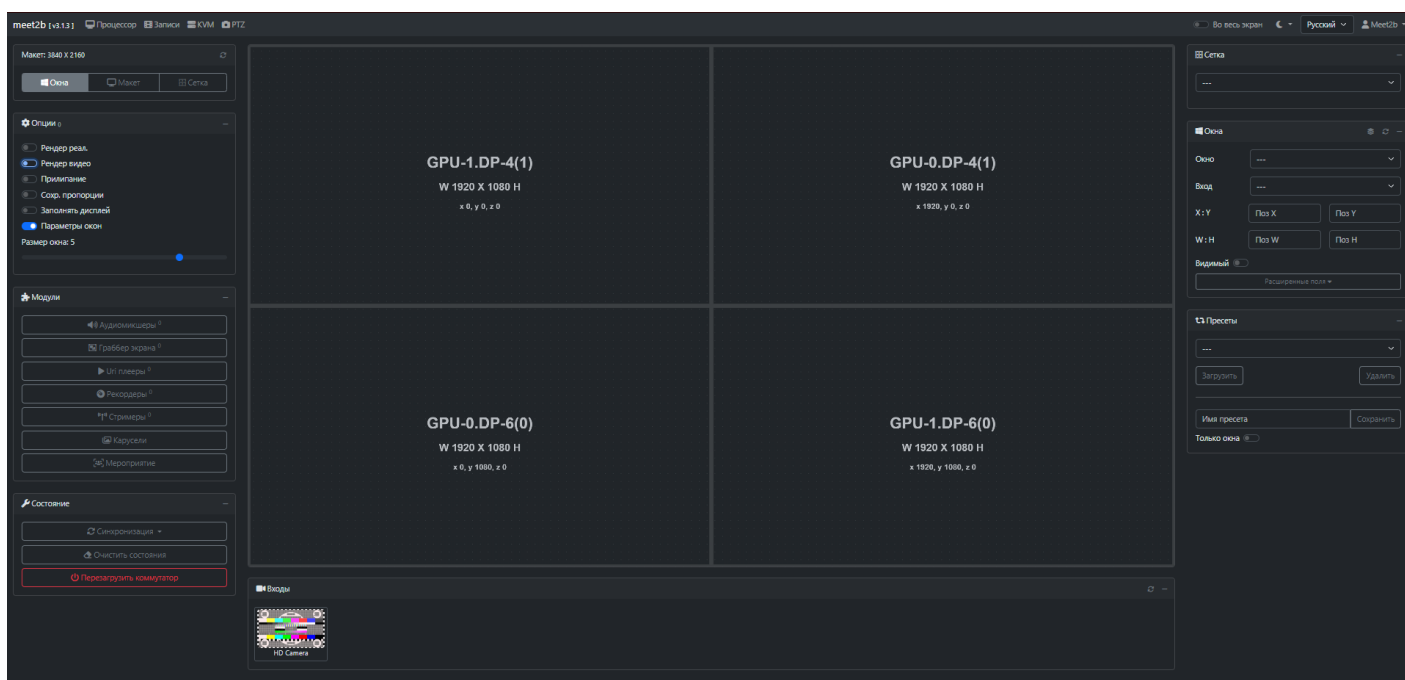 meet2b [v3.1.3] Процессор Записи KVM PTZ
Во весь экран Русский Meet2b
Макет: 3840 X 2160
Окна Макет Сетка
Опции
Рендер реал.
Рендер видео
Прилипание
Сохр. пропорции
Заполнять дисплей
Параметры окон
Размер окна: 5
Модули
Аудиомикшеры 0
Граббер экрана 0
Url плееры 0
Рекордеры 0
Стримеры 0
Карусели
Мероприятие
Состояние
Синхронизация
Очистить состояния
Перезагрузить коммутатор
GPU-1.DP-4(1)
W 1920 X 1080 H
x 0, y 0, z 0
GPU-0.DP-4(1)
W 1920 X 1080 H
x 1920, y 0, z 0
GPU-0.DP-6(0)
W 1920 X 1080 H
x 0, y 1080, z 0
GPU-1.DP-6(0)
W 1920 X 1080 H
x 1920, y 1080, z 0
Входы
HD Camera
Сетка
---
Окна
Окно ---
Вход ---
X : Y Поз X Поз Y
W : H Поз W Поз H
Видимый
Расширенные поля
Пресеты
---
Загрузить Удалить
Имя пресета Сохранить
Только окна